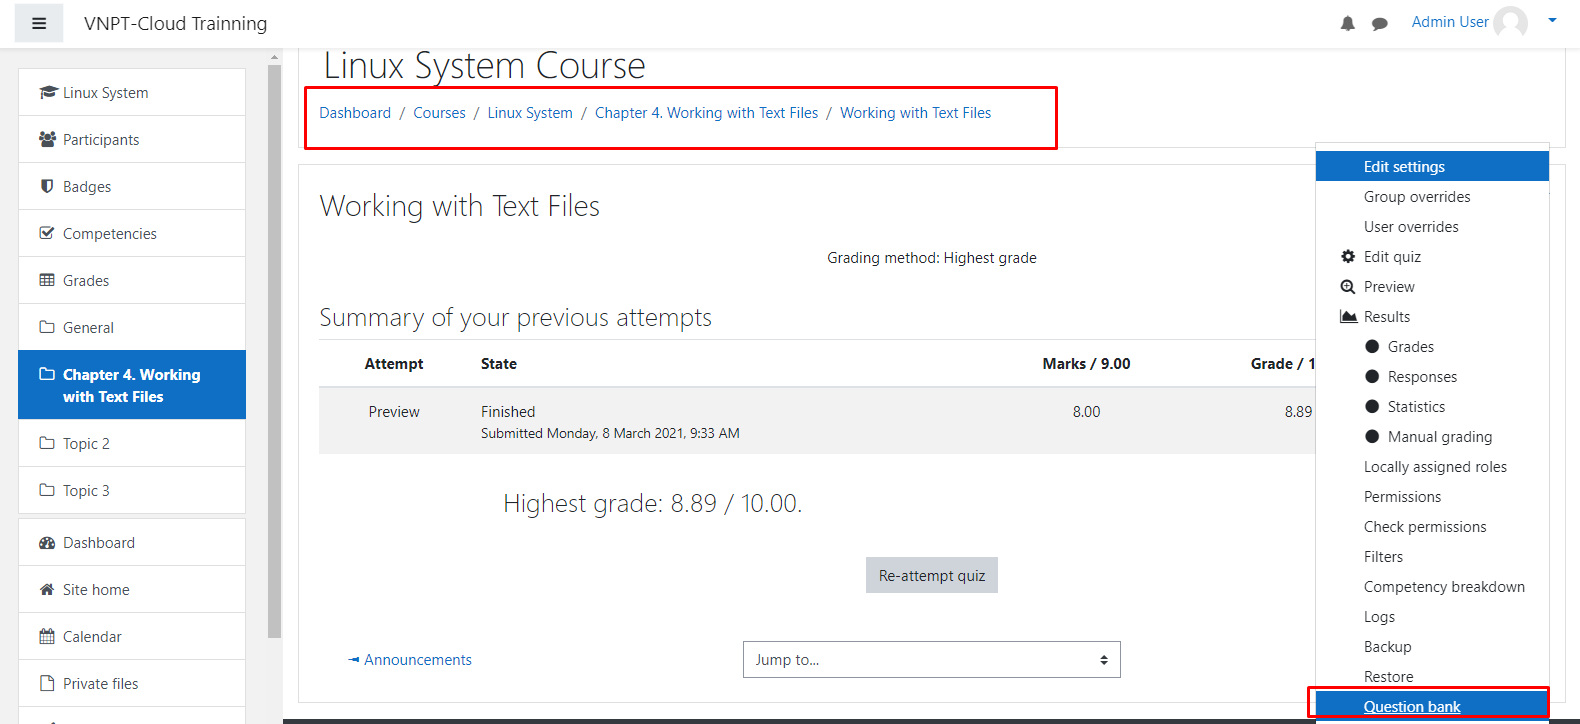 VNPT-Cloud Trainning
Admin User
Linux System
Participants
Badges
Competencies
Grades
General
Chapter 4. Working
with Text Files
Topic 2
Topic 3
Dashboard
Site home
Calendar
Private files
Linux System Course
Dashboard / Courses / Linux System / Chapter 4. Working with Text Files / Working with Text Files
Working with Text Files
Grading method: Highest grade
Summary of your previous attempts
Attempt State Marks / 9.00 Grade / 1
Preview Finished 8.00 8.89
Submitted Monday, 8 March 2021, 9:33 AM
Highest grade: 8.89 / 10.00.
Re-attempt quiz
◄ Announcements
Jump to...
Edit settings
Group overrides
User overrides
Edit quiz
Preview
Results
Grades
Responses
Statistics
Manual grading
Locally assigned roles
Permissions
Check permissions
Filters
Competency breakdown
Logs
Backup
Restore
Question bank